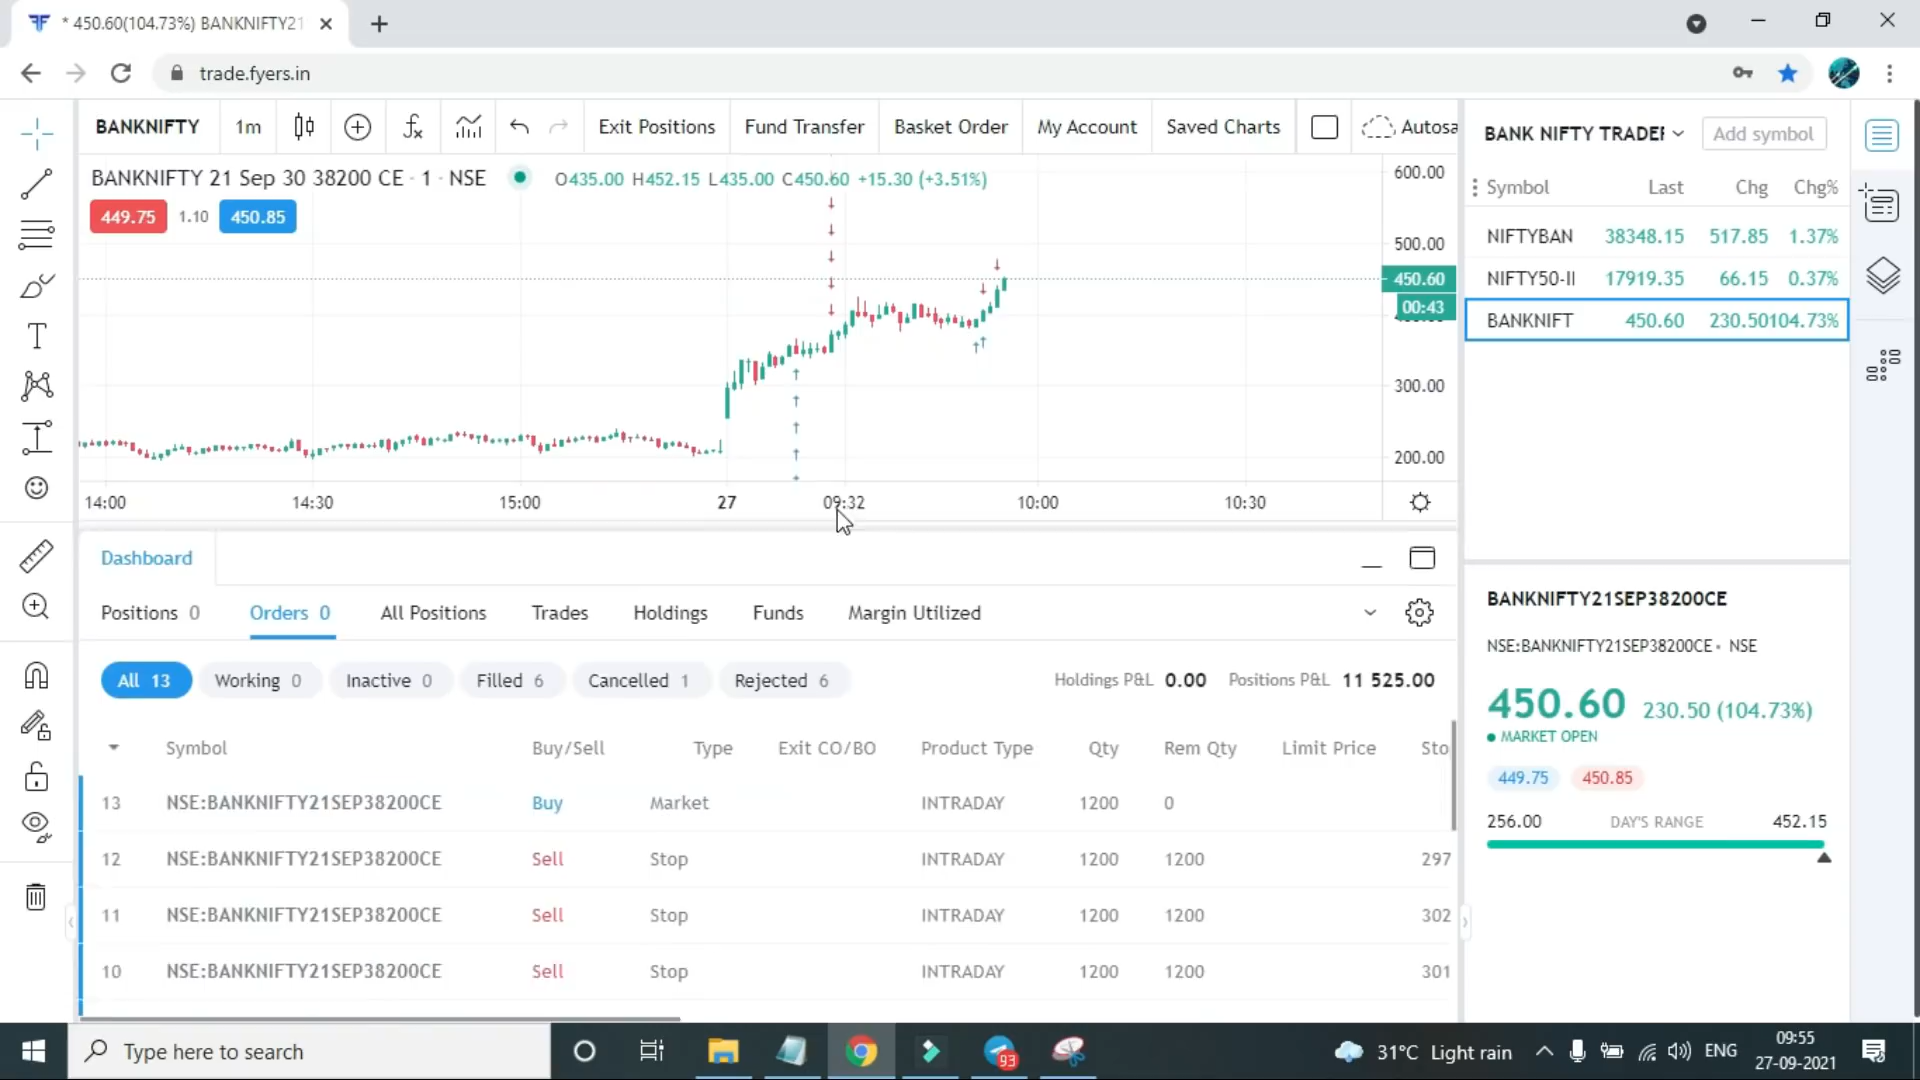 * 450.60(104.73%) BANKNIFTY21
trade.fyers.in
BANKNIFTY 1m Exit Positions Fund Transfer Basket Order My Account Saved Charts Autosa
BANKNIFTY 21 Sep 30 38200 CE · 1 · NSE O435.00 H452.15 L435.00 C450.60 +15.30 (+3.51%)
449.75 1.10 450.85
600.00
500.00
450.60
00:43
300.00
200.00
14:00 14:30 15:00 27 09:32 10:00 10:30
BANK NIFTY TRADER Add symbol
Symbol Last Chg Chg%
NIFTYBAN 38348.15 517.85 1.37%
NIFTY50-II 17919.35 66.15 0.37%
BANKNIFT 450.60 230.50104.73%
Dashboard
Positions 0 Orders 0 All Positions Trades Holdings Funds Margin Utilized
All 13 Working 0 Inactive 0 Filled 6 Cancelled 1 Rejected 6 Holdings P&L 0.00 Positions P&L 11 525.00
Symbol Buy/Sell Type Exit CO/BO Product Type Qty Rem Qty Limit Price Sto
13 NSE:BANKNIFTY21SEP38200CE Buy Market INTRADAY 1200 0
12 NSE:BANKNIFTY21SEP38200CE Sell Stop INTRADAY 1200 1200 297
11 NSE:BANKNIFTY21SEP38200CE Sell Stop INTRADAY 1200 1200 302
10 NSE:BANKNIFTY21SEP38200CE Sell Stop INTRADAY 1200 1200 301
BANKNIFTY21SEP38200CE
NSE:BANKNIFTY21SEP38200CE • NSE
450.60 230.50 (104.73%)
MARKET OPEN
449.75 450.85
256.00 DAY'S RANGE 452.15
Type here to search
93
31°C Light rain
ENG
09:55
27-09-2021